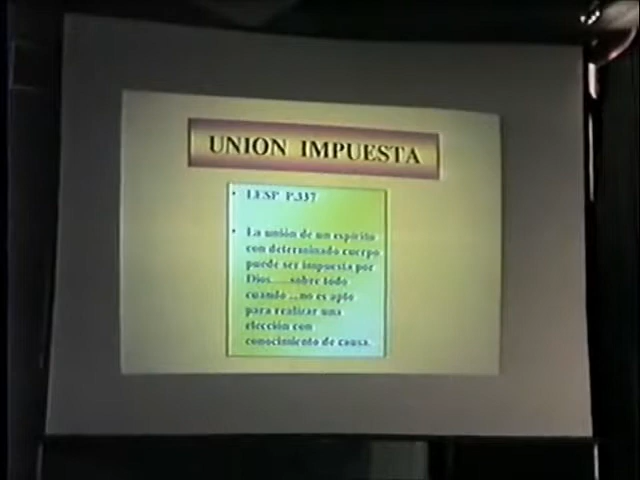 UNION IMPUESTA
• LESP P.337
• La unión de un espíritu
con determinado cuerpo
puede ser impuesta por
Dios.....sobre todo
cuando ...no es apto
para realizar una
elección con
conocimiento de causa.